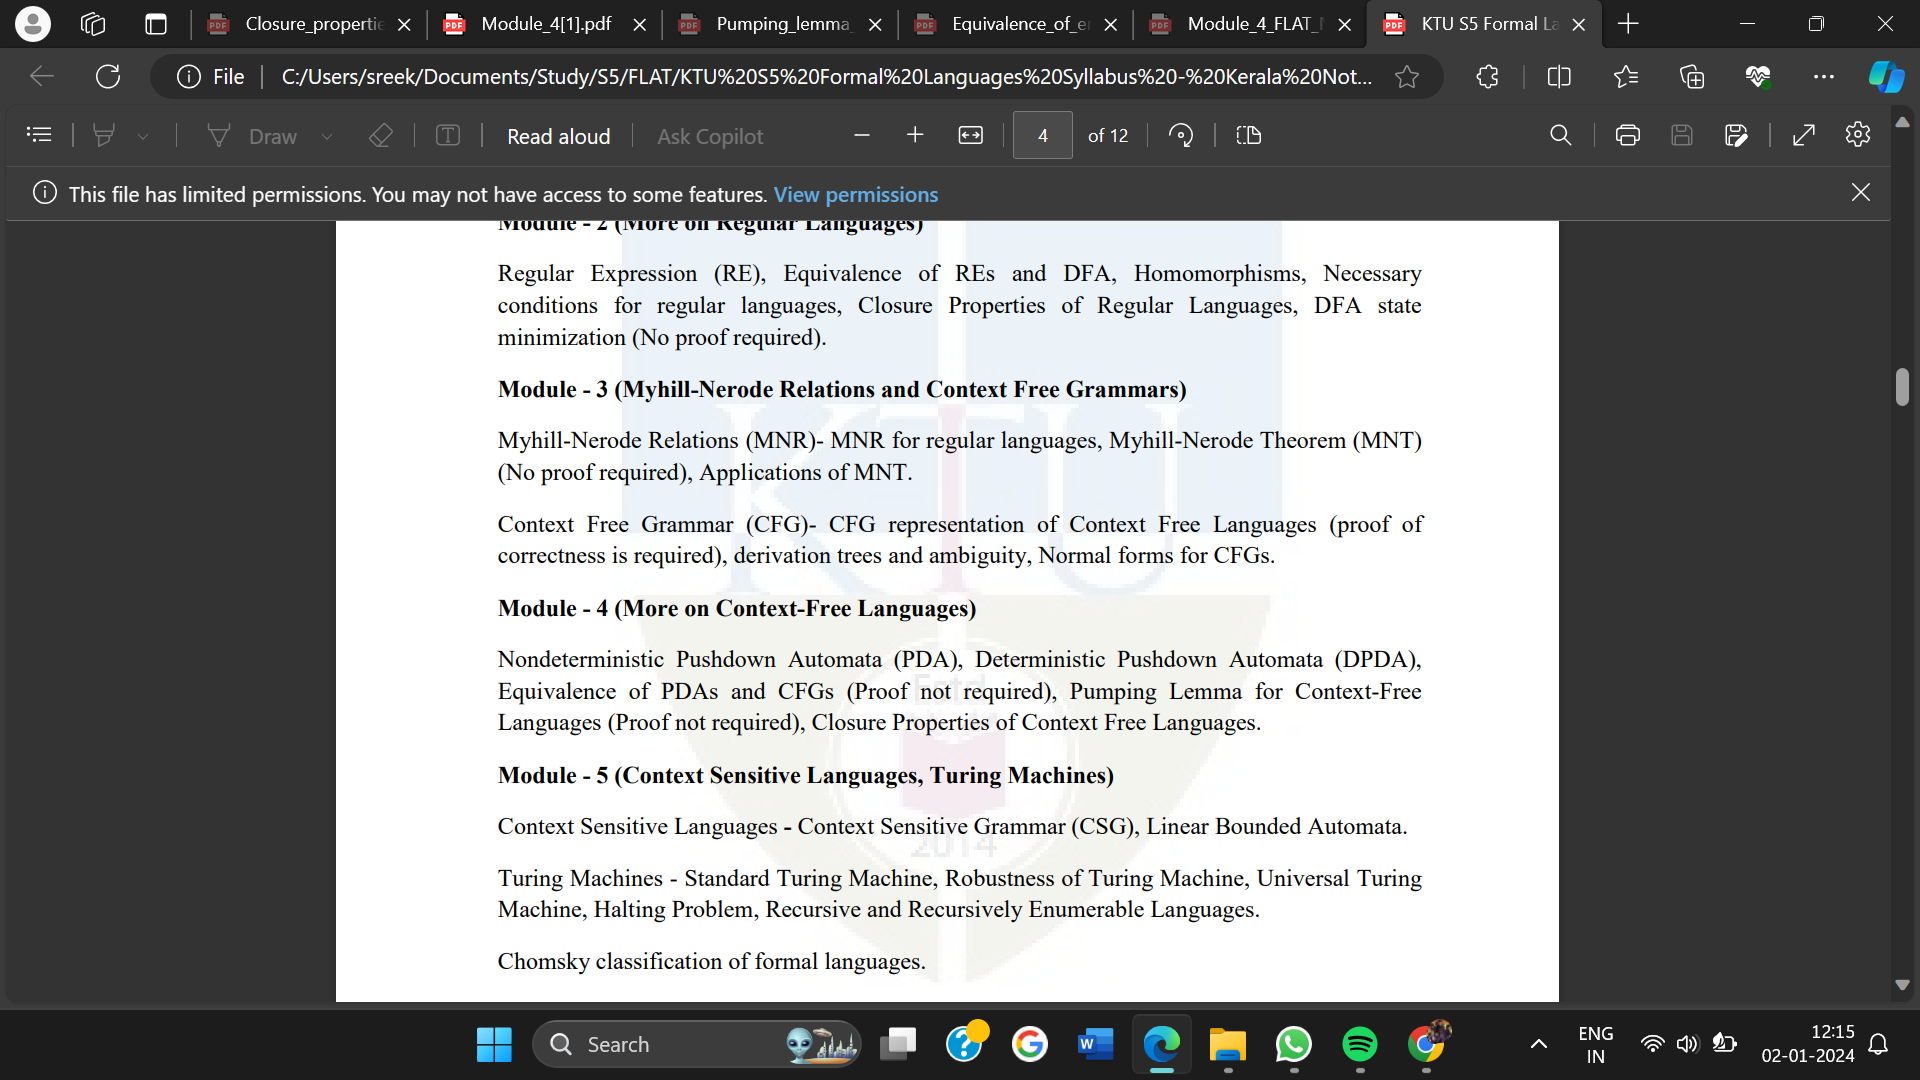 Closure_propertie
Module_4[1].pdf
Pumping_lemma_
Equivalence_of_e
Module_4_FLAT_
KTU S5 Formal La
File
C:/Users/sreek/Documents/Study/S5/FLAT/KTU%20S5%20Formal%20Languages%20Syllabus%20-%20Kerala%20Not...
Draw
Read aloud
Ask Copilot
4 of 12
This file has limited permissions. You may not have access to some features. View permissions
Module - 2 (More on Regular Languages)
Regular Expression (RE), Equivalence of REs and DFA, Homomorphisms, Necessary
conditions for regular languages, Closure Properties of Regular Languages, DFA state
minimization (No proof required).
Module - 3 (Myhill-Nerode Relations and Context Free Grammars)
Myhill-Nerode Relations (MNR)- MNR for regular languages, Myhill-Nerode Theorem (MNT)
(No proof required), Applications of MNT.
Context Free Grammar (CFG)- CFG representation of Context Free Languages (proof of
correctness is required), derivation trees and ambiguity, Normal forms for CFGs.
Module - 4 (More on Context-Free Languages)
Nondeterministic Pushdown Automata (PDA), Deterministic Pushdown Automata (DPDA),
Equivalence of PDAs and CFGs (Proof not required), Pumping Lemma for Context-Free
Languages (Proof not required), Closure Properties of Context Free Languages.
Module - 5 (Context Sensitive Languages, Turing Machines)
Context Sensitive Languages - Context Sensitive Grammar (CSG), Linear Bounded Automata.
Turing Machines - Standard Turing Machine, Robustness of Turing Machine, Universal Turing
Machine, Halting Problem, Recursive and Recursively Enumerable Languages.
Chomsky classification of formal languages.
KTU
Estd.
2014
Search
ENG
IN
12:15
02-01-2024